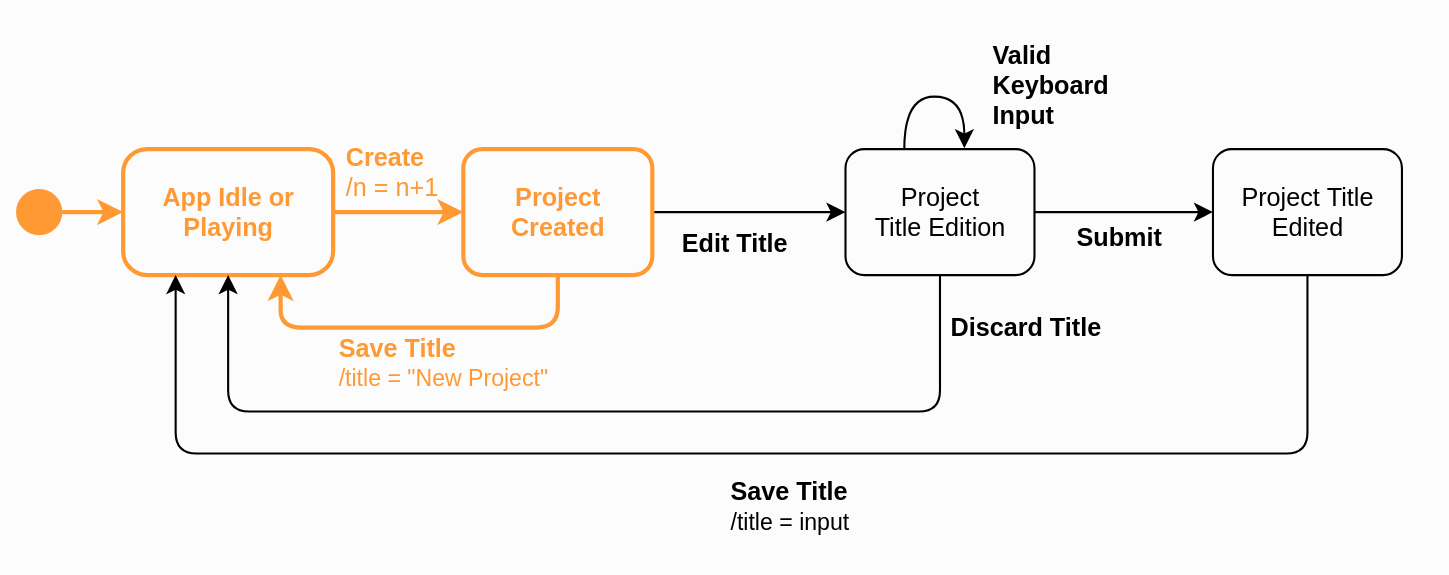 Valid
Keyboard
Input
Create
/n = n+1
App Idle or
Playing
Project
Created
Edit Title
Project
Title Edition
Submit
Project Title
Edited
Discard Title
Save Title
/title = "New Project"
Save Title
/title = input